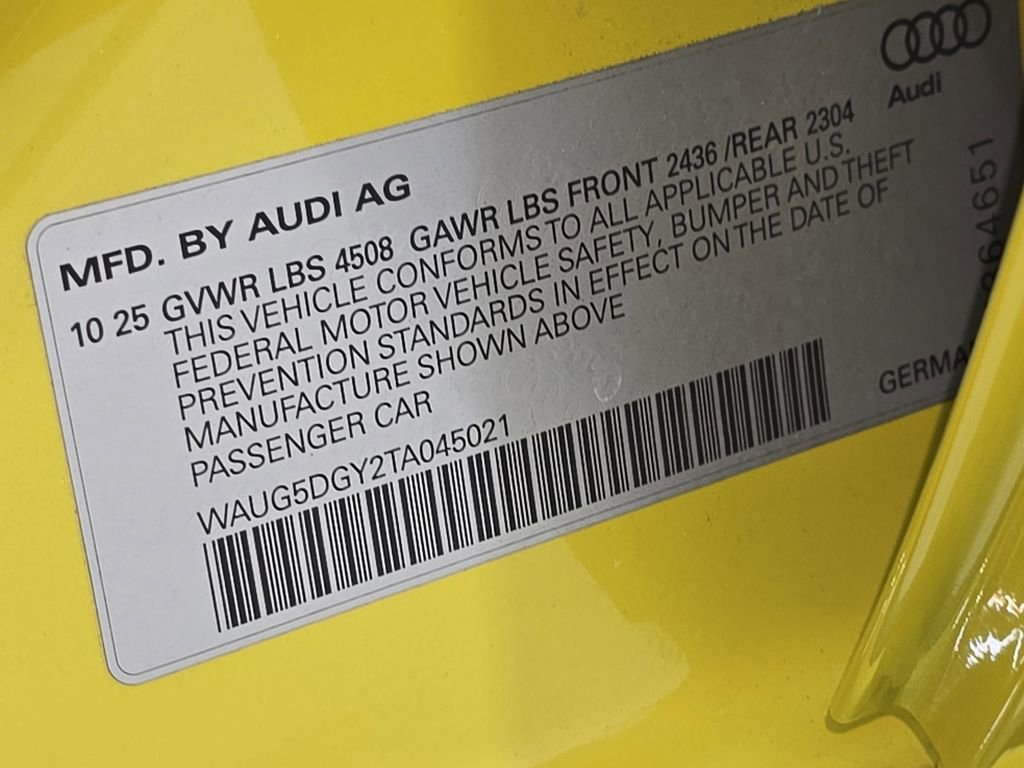 Audi
MFD. BY AUDI AG
10 25 GVWR LBS 4508 GAWR LBS FRONT 2436 /REAR 2304
THIS VEHICLE CONFORMS TO ALL APPLICABLE U.S.
FEDERAL MOTOR VEHICLE SAFETY, BUMPER AND THEFT
PREVENTION STANDARDS IN EFFECT ON THE DATE OF
MANUFACTURE SHOWN ABOVE
PASSENGER CAR
WAUG5DGY2TA045021